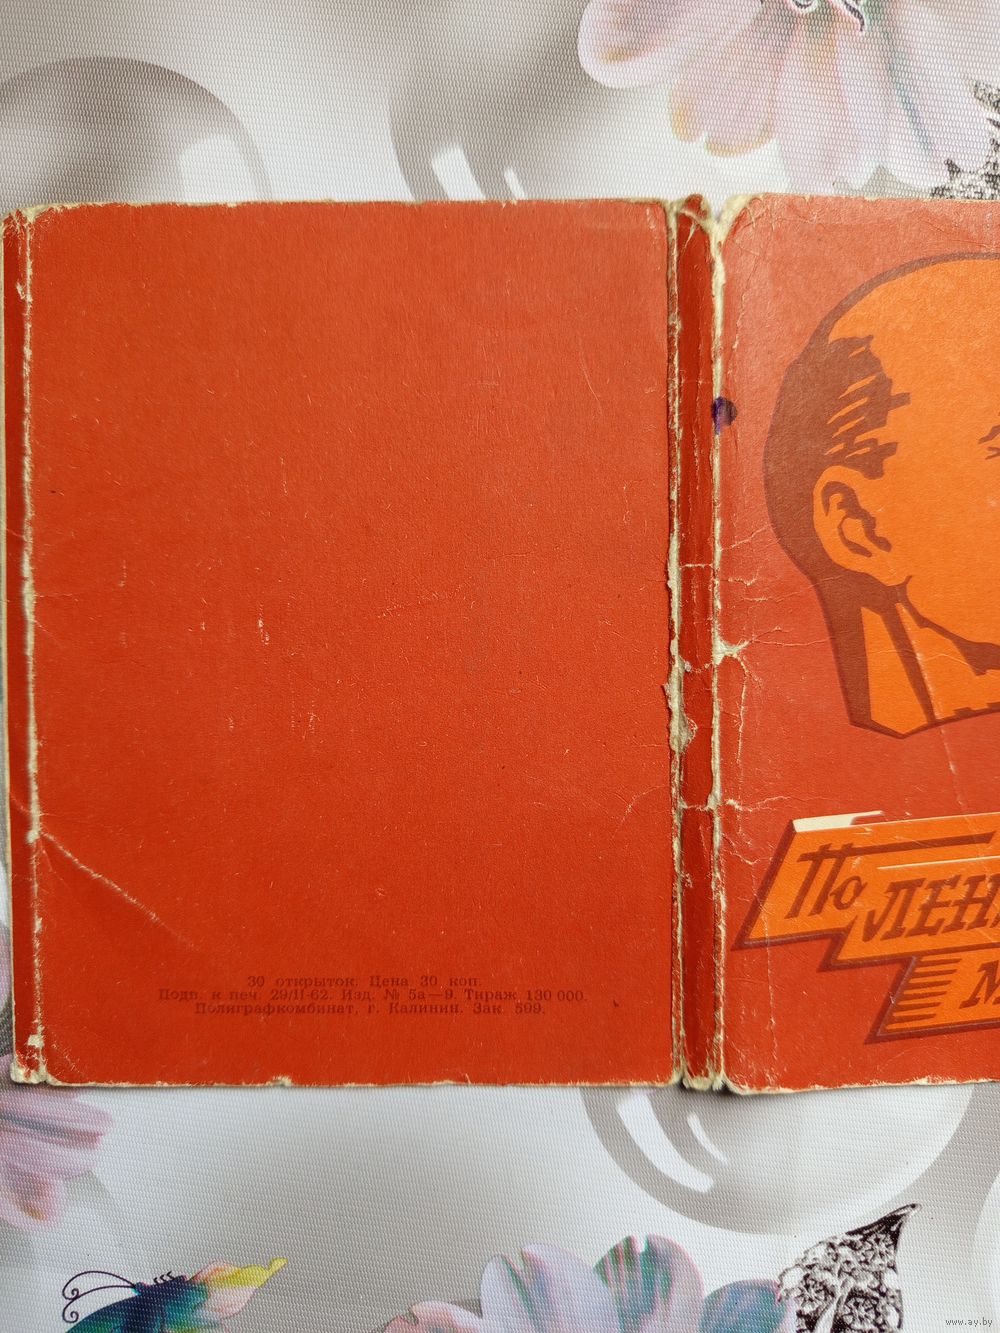 По
ЛЕН
М
30 открыток. Цена 30 коп.
Подп. к печ. 29/II-62. Изд. № 5а—9. Тираж 130 000.
Полиграфкомбинат, г. Калинин. Зак. 599.
www.ay.by